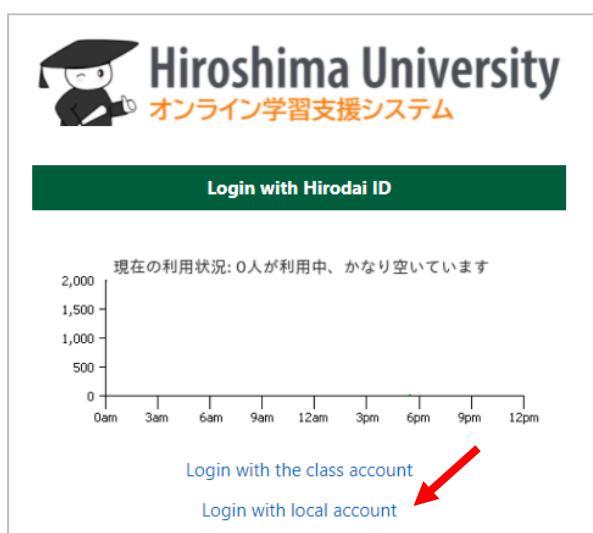 Hiroshima University
オンライン学習支援システム
Login with Hirodai ID
現在の利用状況: 0人が利用中、かなり空いています
2,000
1,500
1,000
500
0
0am 3am 6am 9am 12am 3pm 6pm 9pm 12pm
Login with the class account
Login with local account